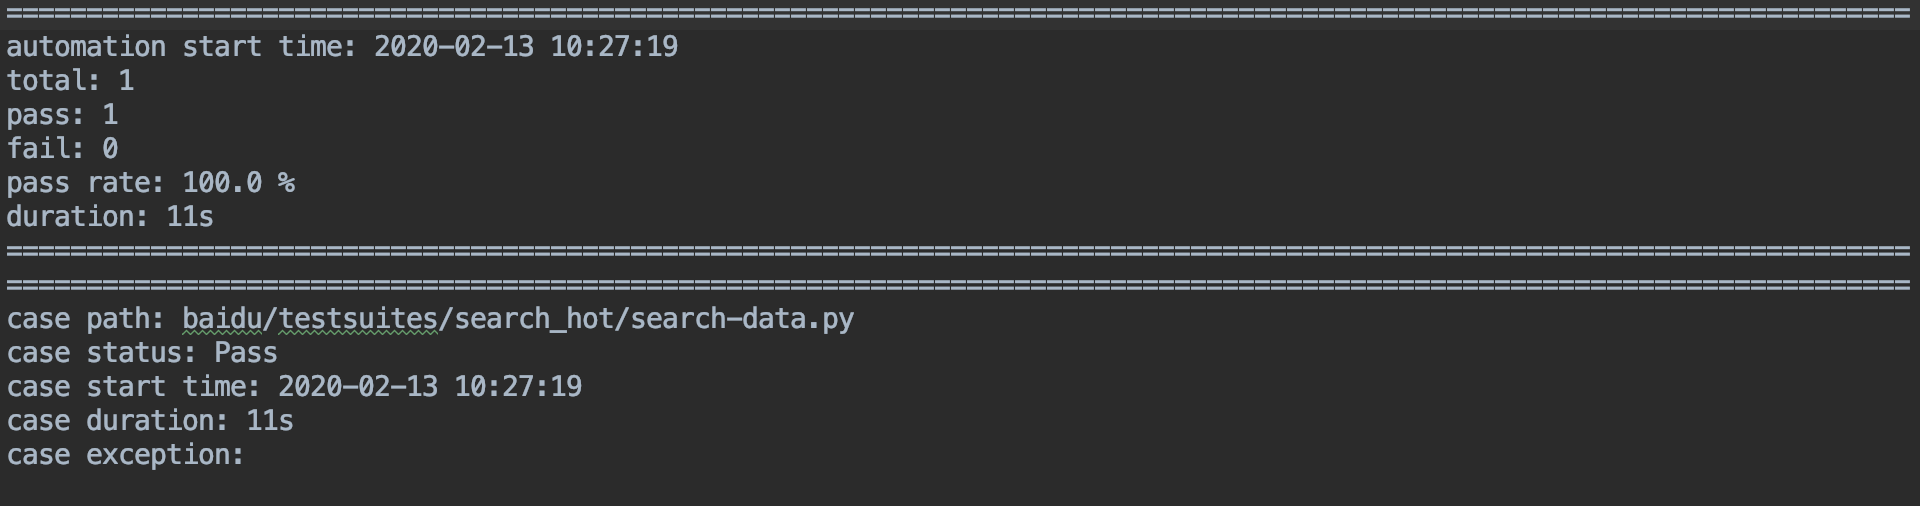 =======================================================================================================================
automation start time: 2020-02-13 10:27:19
total: 1
pass: 1
fail: 0
pass rate: 100.0 %
duration: 11s
=======================================================================================================================
=======================================================================================================================
case path: baidu/testsuites/search_hot/search-data.py
case status: Pass
case start time: 2020-02-13 10:27:19
case duration: 11s
case exception: